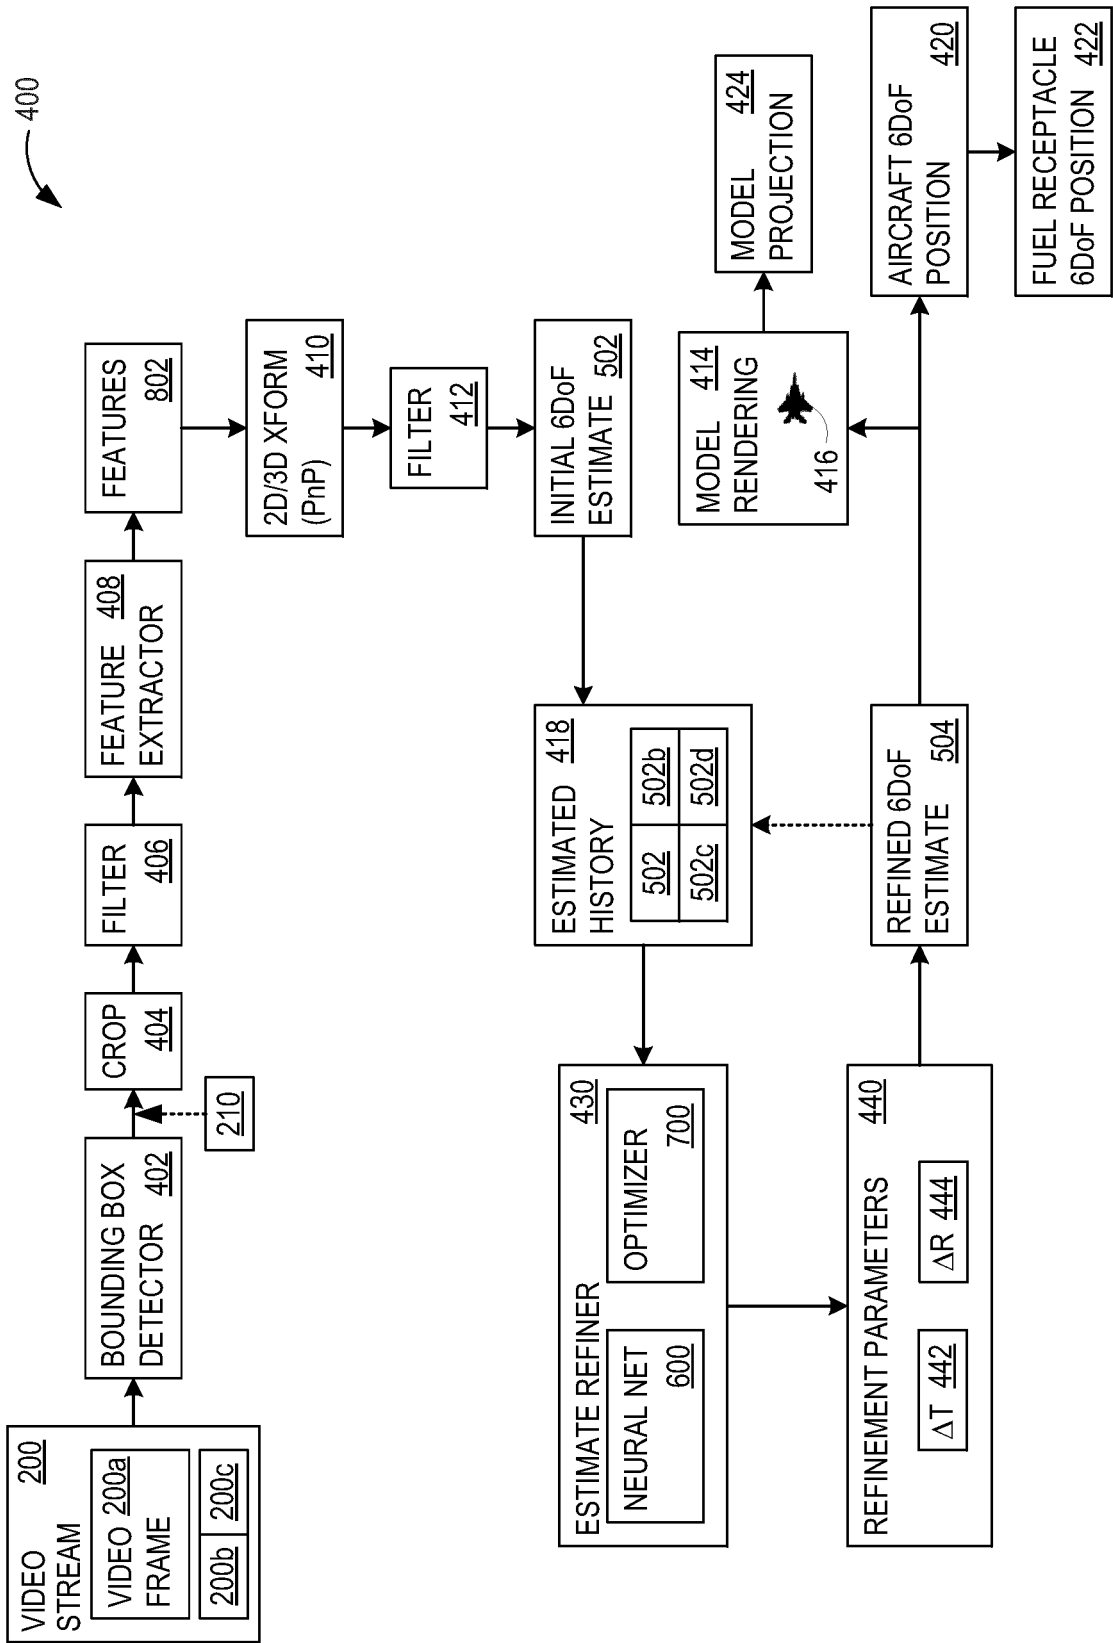 400
VIDEO 200
STREAM
VIDEO 200a
FRAME
200b 200c
BOUNDING BOX
DETECTOR 402
210
CROP
404
FILTER
406
FEATURE 408
EXTRACTOR
FEATURES
802
2D/3D XFORM
(PnP) 410
FILTER
412
INITIAL 6DoF
ESTIMATE 502
ESTIMATED 418
HISTORY
502 502b
502c 502d
ESTIMATE REFINER 430
NEURAL NET
600
OPTIMIZER
700
REFINEMENT PARAMETERS 440
ΔT 442
ΔR 444
REFINED 6DoF
ESTIMATE 504
MODEL 414
RENDERING
416
MODEL 424
PROJECTION
AIRCRAFT 6DoF
POSITION 420
FUEL RECEPTACLE
6DoF POSITION 422